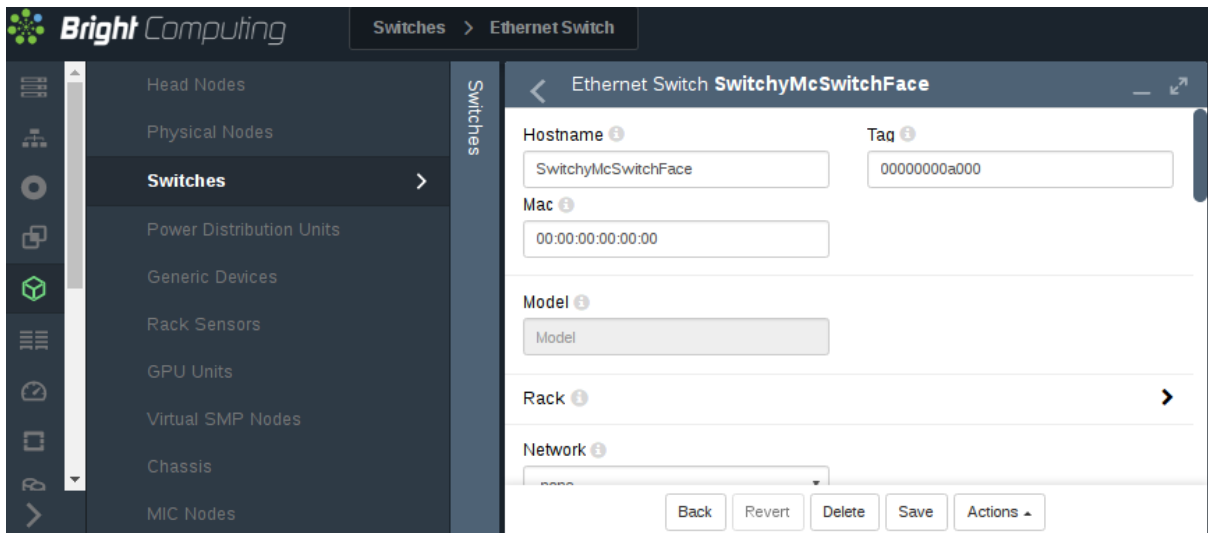 Bright Computing
Switches > Ethernet Switch
Head Nodes
Physical Nodes
Switches
Power Distribution Units
Generic Devices
Rack Sensors
GPU Units
Virtual SMP Nodes
Chassis
MIC Nodes
Switches
Ethernet Switch SwitchyMcSwitchFace
Hostname Tag
SwitchyMcSwitchFace 00000000a000
Mac
00:00:00:00:00:00
Model
Model
Rack
Network
Back Revert Delete Save Actions